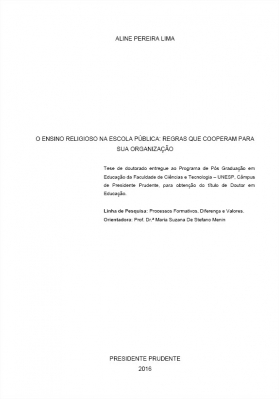 ALINE PEREIRA LIMA
O ENSINO RELIGIOSO NA ESCOLA PÚBLICA: REGRAS QUE COOPERAM PARA
SUA ORGANIZAÇÃO
Tese de doutorado entregue ao Programa de Pós Graduação em
Educação da Faculdade de Ciências e Tecnologia – UNESP, Câmpus
de Presidente Prudente, para obtenção do título de Doutor em
Educação.
Linha de Pesquisa: Processos Formativos, Diferença e Valores.
Orientadora: Prof. Dr.ª Maria Suzana De Stefano Menin
PRESIDENTE PRUDENTE
2016